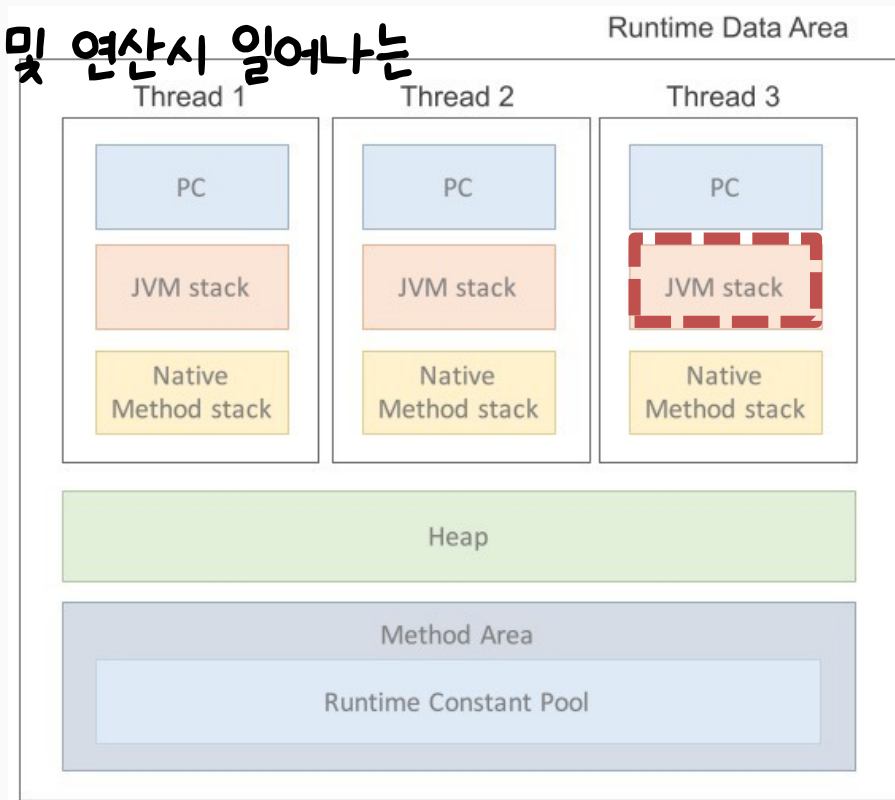 Runtime Data Area
및 연산시 일어나는
Thread 1
Thread 2
Thread 3
PC
PC
PC
JVM stack
JVM stack
JVM stack
Native
Method stack
Native
Method stack
Native
Method stack
Heap
Method Area
Runtime Constant Pool